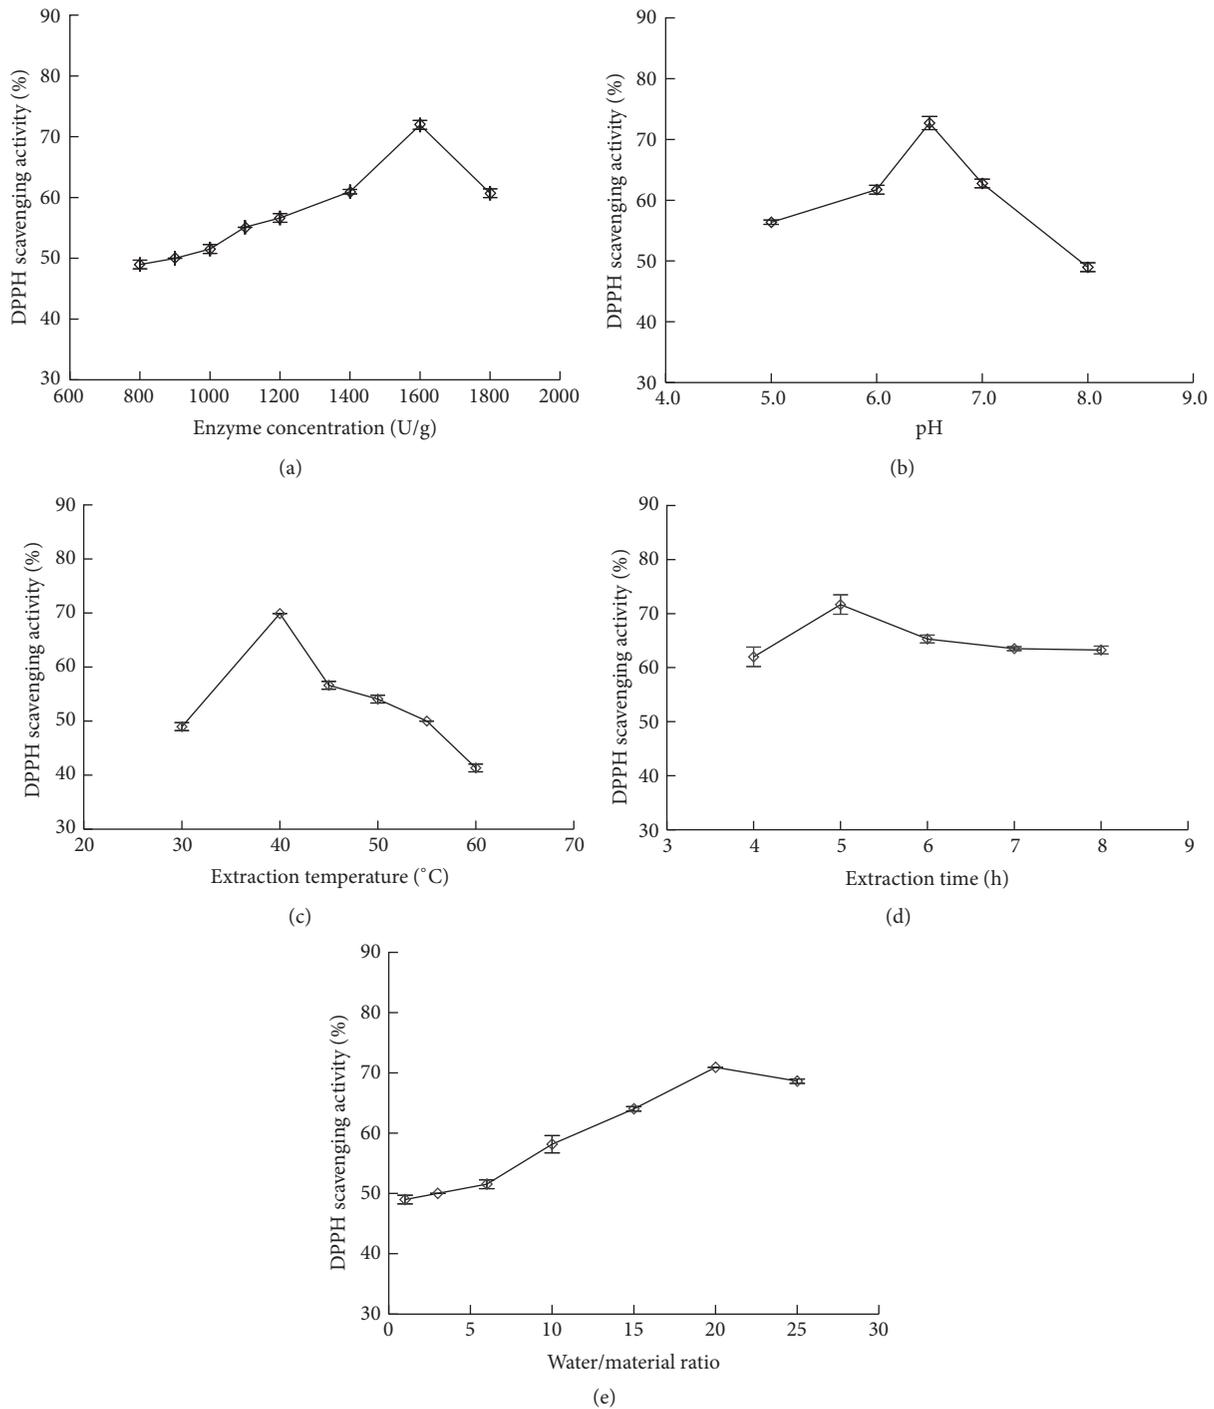 90
80
70
60
50
40
30
DPPH scavenging activity (%)
600 800 1000 1200 1400 1600 1800 2000
Enzyme concentration (U/g)
(a)
90
80
70
60
50
40
30
DPPH scavenging activity (%)
4.0 5.0 6.0 7.0 8.0 9.0
pH
(b)
90
80
70
60
50
40
30
DPPH scavenging activity (%)
20 30 40 50 60 70
Extraction temperature (°C)
(c)
90
80
70
60
50
40
30
DPPH scavenging activity (%)
3 4 5 6 7 8 9
Extraction time (h)
(d)
90
80
70
60
50
40
30
DPPH scavenging activity (%)
0 5 10 15 20 25 30
Water/material ratio
(e)